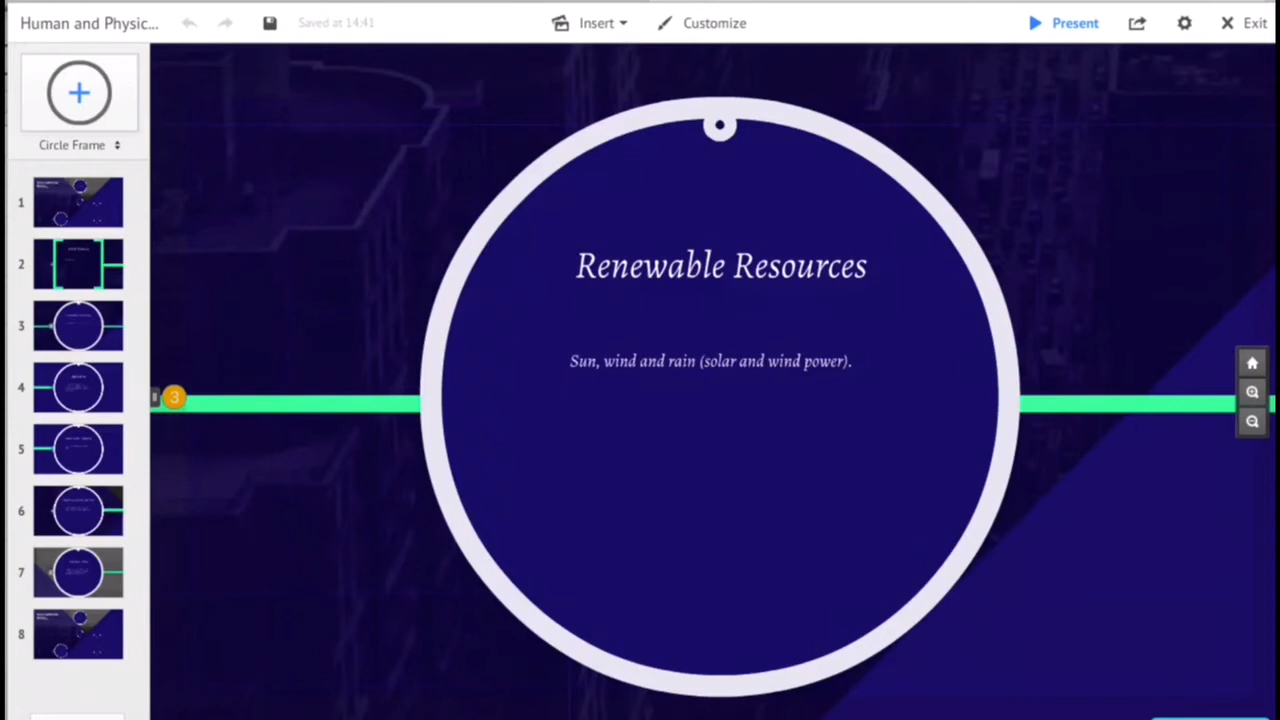 Human and Physic...
Saved at 14:41
Insert
Customize
Present
Exit
Circle Frame
1
2
3
4
5
6
7
8
3
Renewable Resources
Sun, wind and rain (solar and wind power).